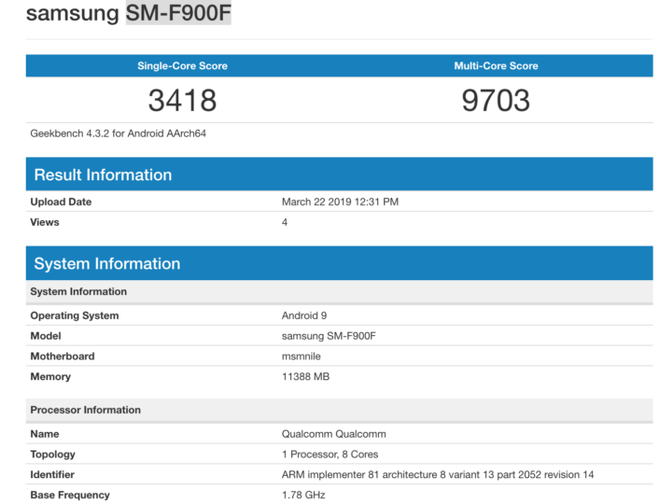 samsung SM-F900F
Single-Core Score Multi-Core Score
3418 9703
Geekbench 4.3.2 for Android AArch64
Result Information
Upload Date March 22 2019 12:31 PM
Views 4
System Information
System Information
Operating System Android 9
Model samsung SM-F900F
Motherboard msmnile
Memory 11388 MB
Processor Information
Name Qualcomm Qualcomm
Topology 1 Processor, 8 Cores
Identifier ARM implementer 81 architecture 8 variant 13 part 2052 revision 14
Base Frequency 1.78 GHz